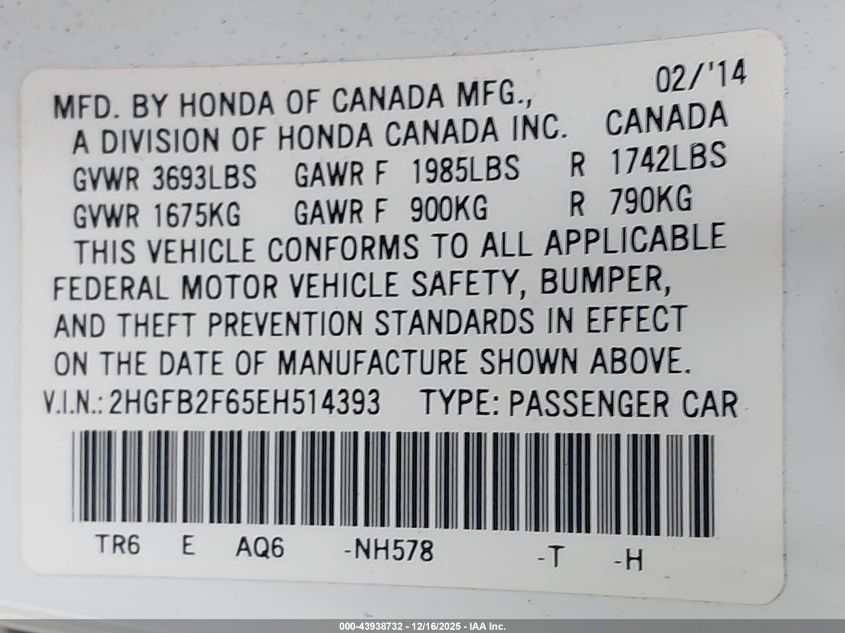 02/'14
MFD. BY HONDA OF CANADA MFG.,
A DIVISION OF HONDA CANADA INC. CANADA
GVWR 3693LBS GAWR F 1985LBS R 1742LBS
GVWR 1675KG GAWR F 900KG R 790KG
THIS VEHICLE CONFORMS TO ALL APPLICABLE
FEDERAL MOTOR VEHICLE SAFETY, BUMPER,
AND THEFT PREVENTION STANDARDS IN EFFECT
ON THE DATE OF MANUFACTURE SHOWN ABOVE.
V.I.N.: 2HGFB2F65EH514393 TYPE: PASSENGER CAR
TR6 E AQ6 -NH578 -T -H
000-43938732 - 12/16/2025 - IAA Inc.